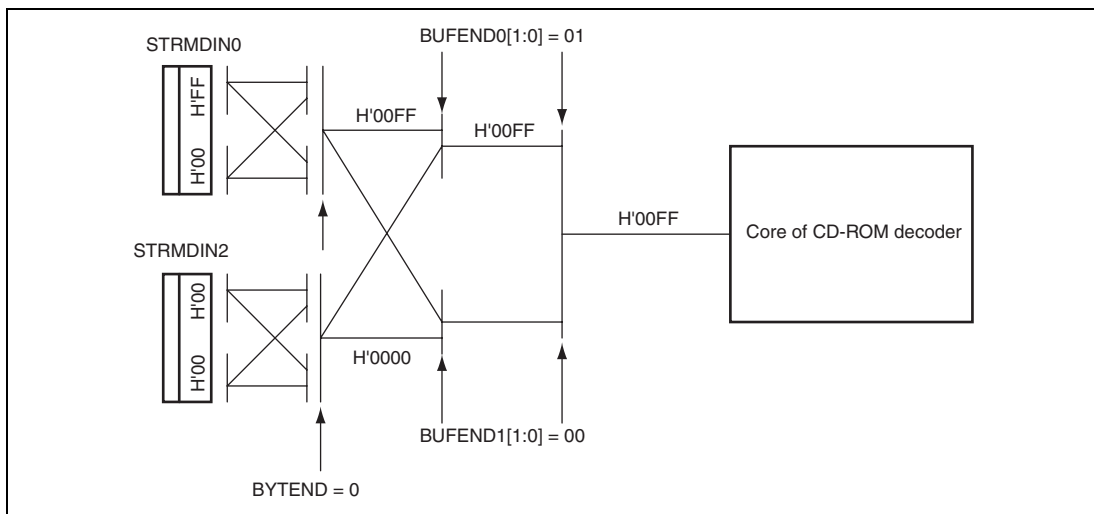 STRMDIN0
H'FF
H'00
BUFEND0[1:0] = 01
H'00FF
H'00FF
H'00FF
Core of CD-ROM decoder
STRMDIN2
H'00
H'00
H'0000
BUFEND1[1:0] = 00
BYTEND = 0